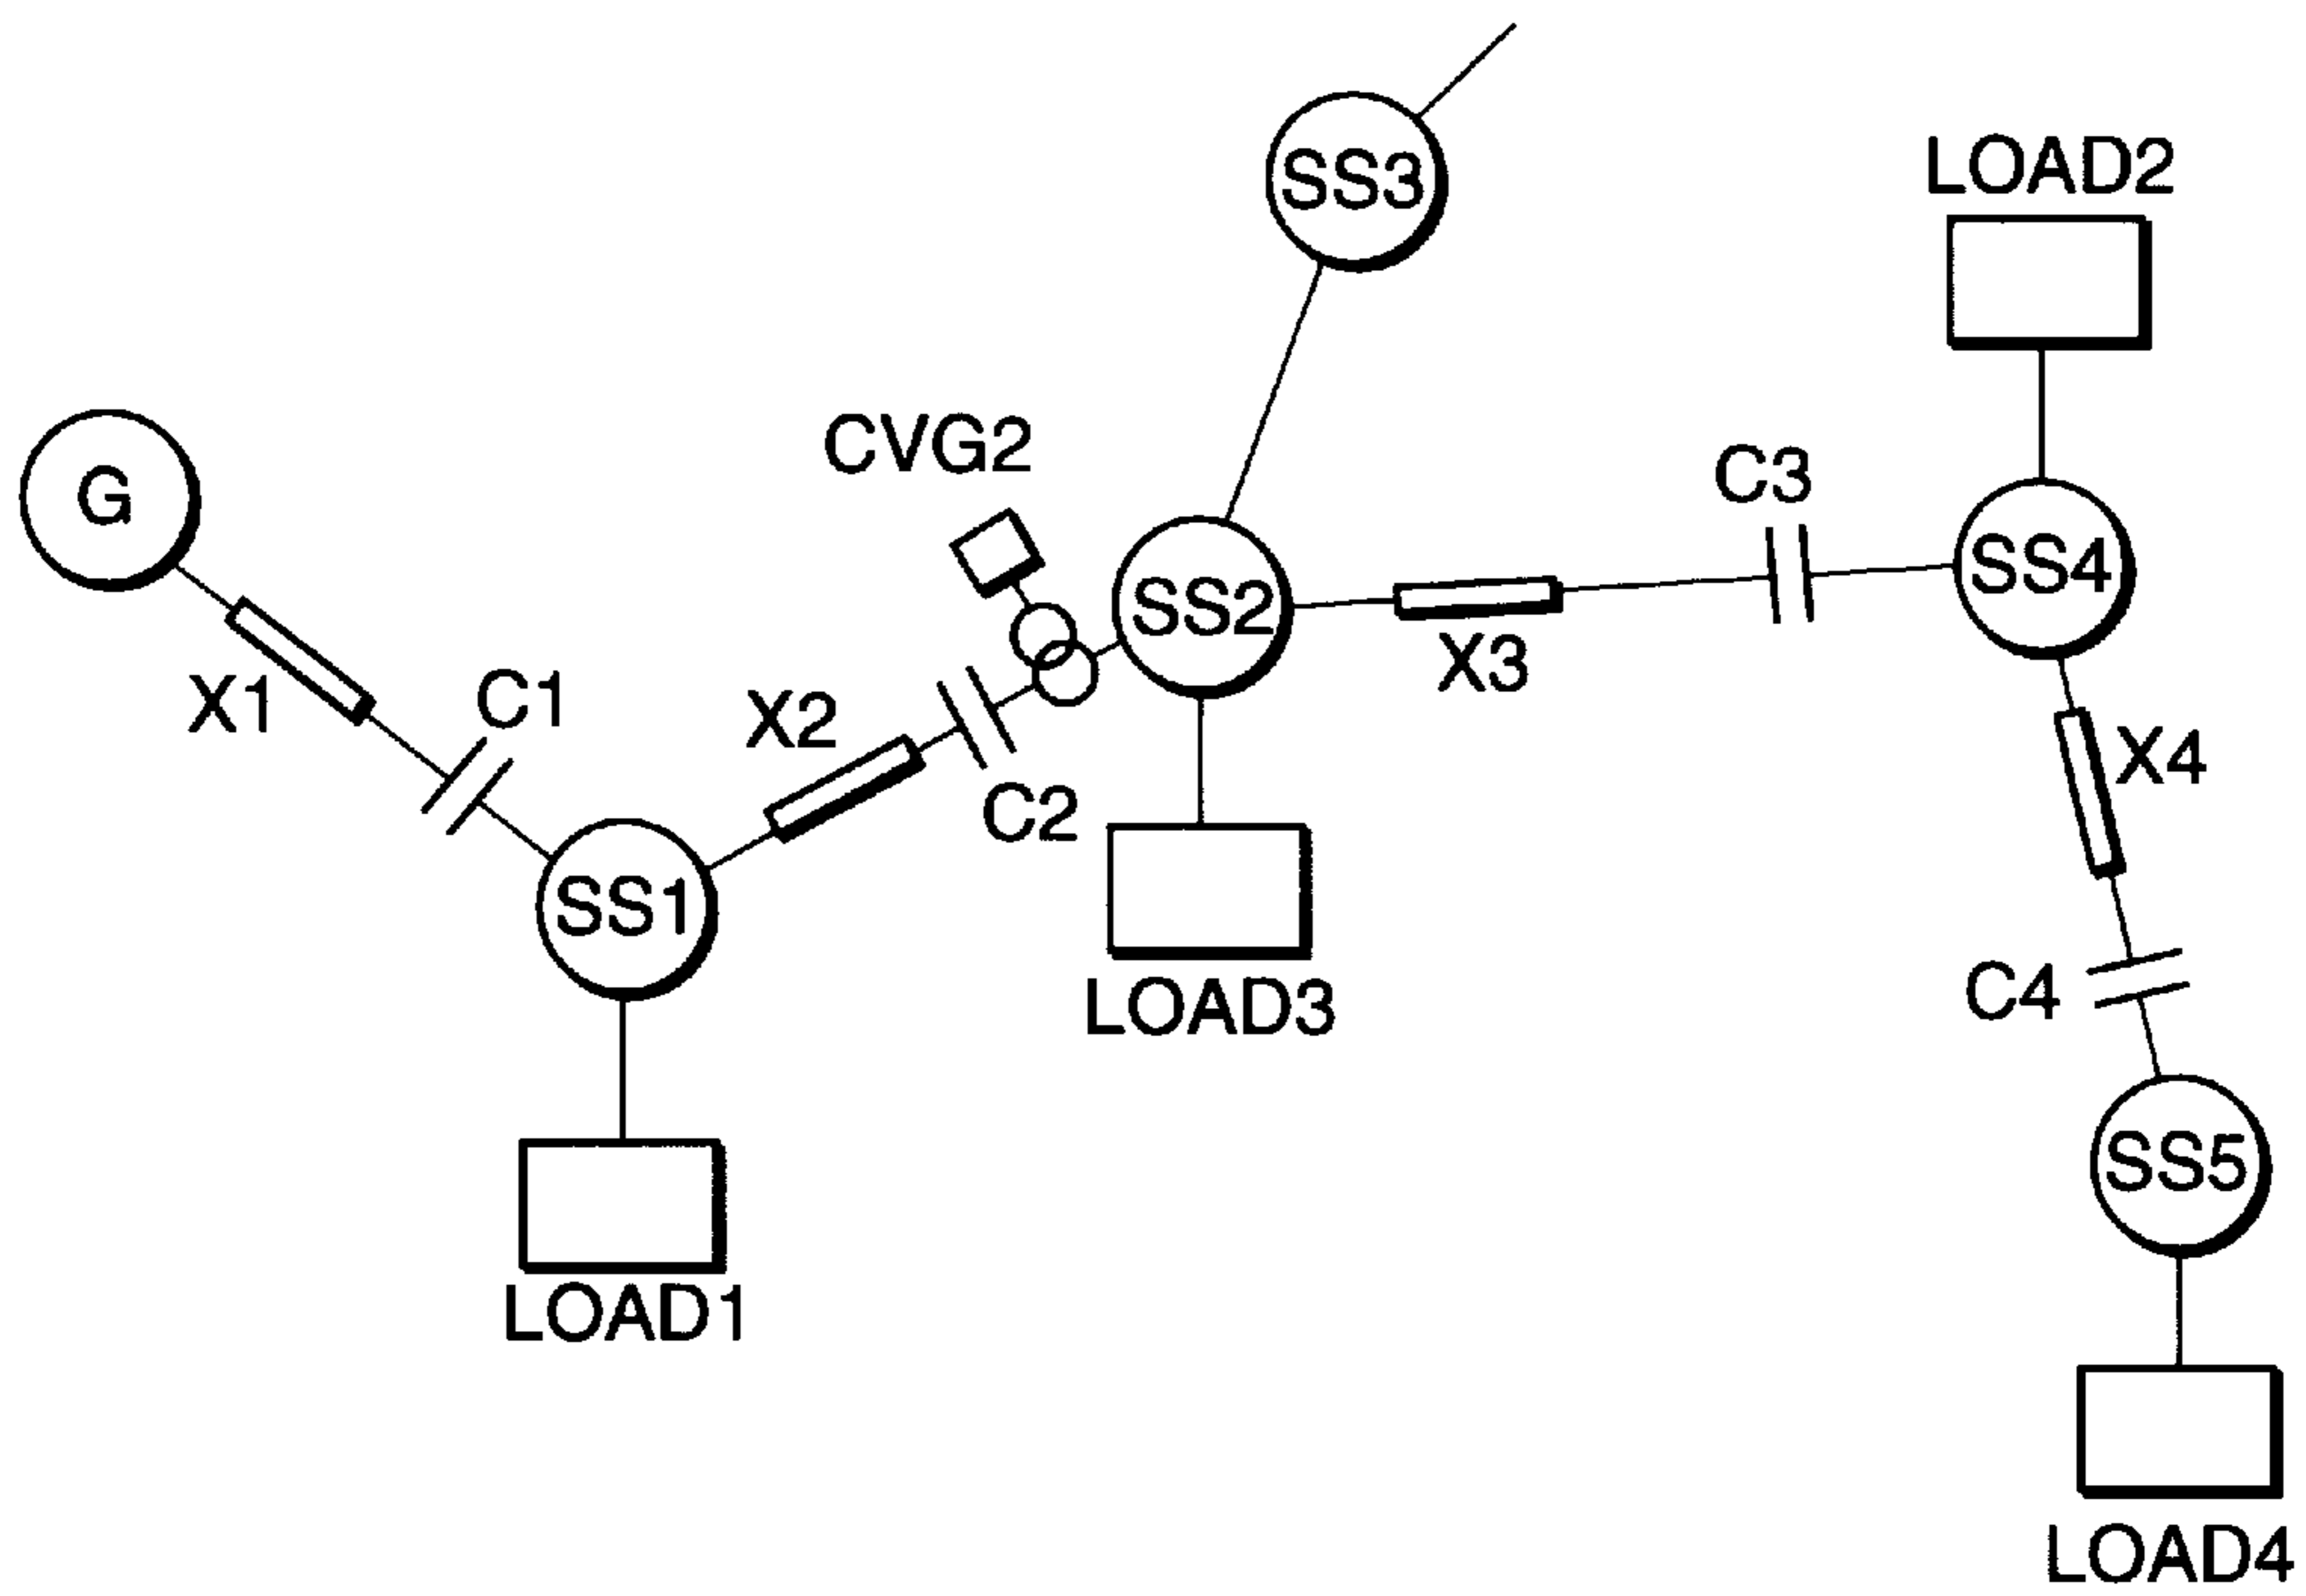 SS3
LOAD2
CVG2
G
C3
SS4
SS2
X3
X1
C1
X2
X4
C2
SS1
LOAD3
C4
SS5
LOAD1
LOAD4